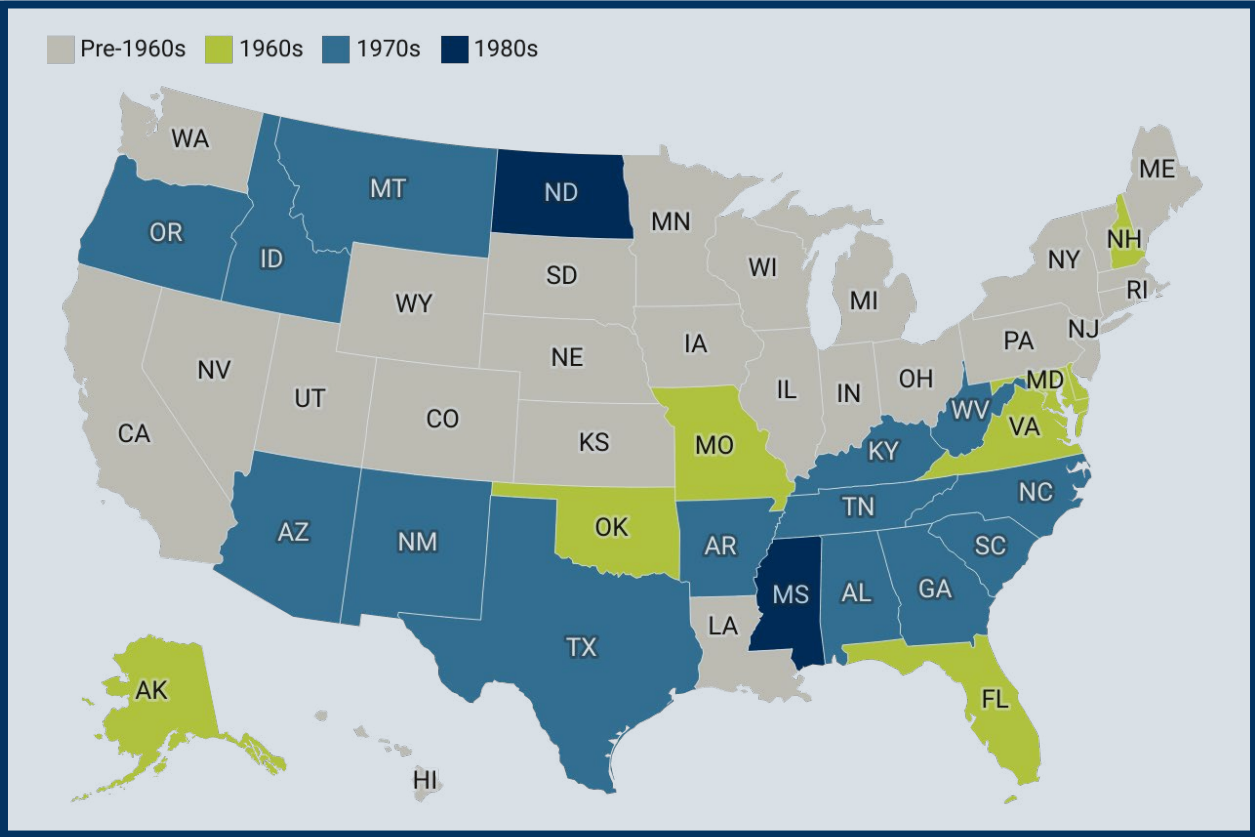 Pre-1960s 1960s 1970s 1980s
WA
ME
MT
ND
MN
OR
NH
ID
NY
SD
WI
RI
WY
MI
NJ
PA
IA
NE
NV
OH
MD
UT
IL
IN
WV
CO
VA
CA
KS
MO
KY
NC
TN
OK
AZ
NM
AR
SC
GA
MS
AL
LA
TX
AK
FL
HI